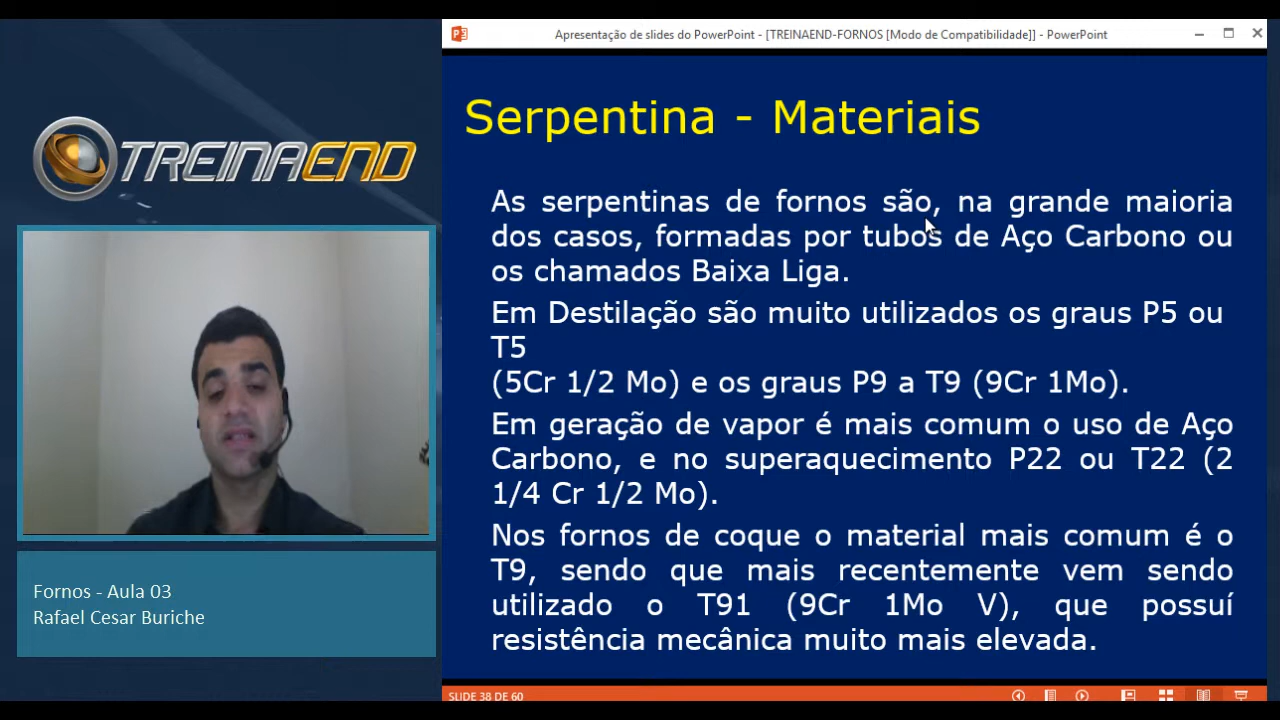 Apresentação de slides do PowerPoint - [TREINAEND-FORNOS [Modo de Compatibilidade]] - PowerPoint
TREINAEND
Serpentina - Materiais
As serpentinas de fornos são, na grande maioria
dos casos, formadas por tubos de Aço Carbono ou
os chamados Baixa Liga.
Em Destilação são muito utilizados os graus P5 ou
T5
(5Cr 1/2 Mo) e os graus P9 a T9 (9Cr 1Mo).
Em geração de vapor é mais comum o uso de Aço
Carbono, e no superaquecimento P22 ou T22 (2
1/4 Cr 1/2 Mo).
Nos fornos de coque o material mais comum é o
T9, sendo que mais recentemente vem sendo
utilizado o T91 (9Cr 1Mo V), que possuí
resistência mecânica muito mais elevada.
Fornos - Aula 03
Rafael Cesar Buriche
SLIDE 38 DE 60